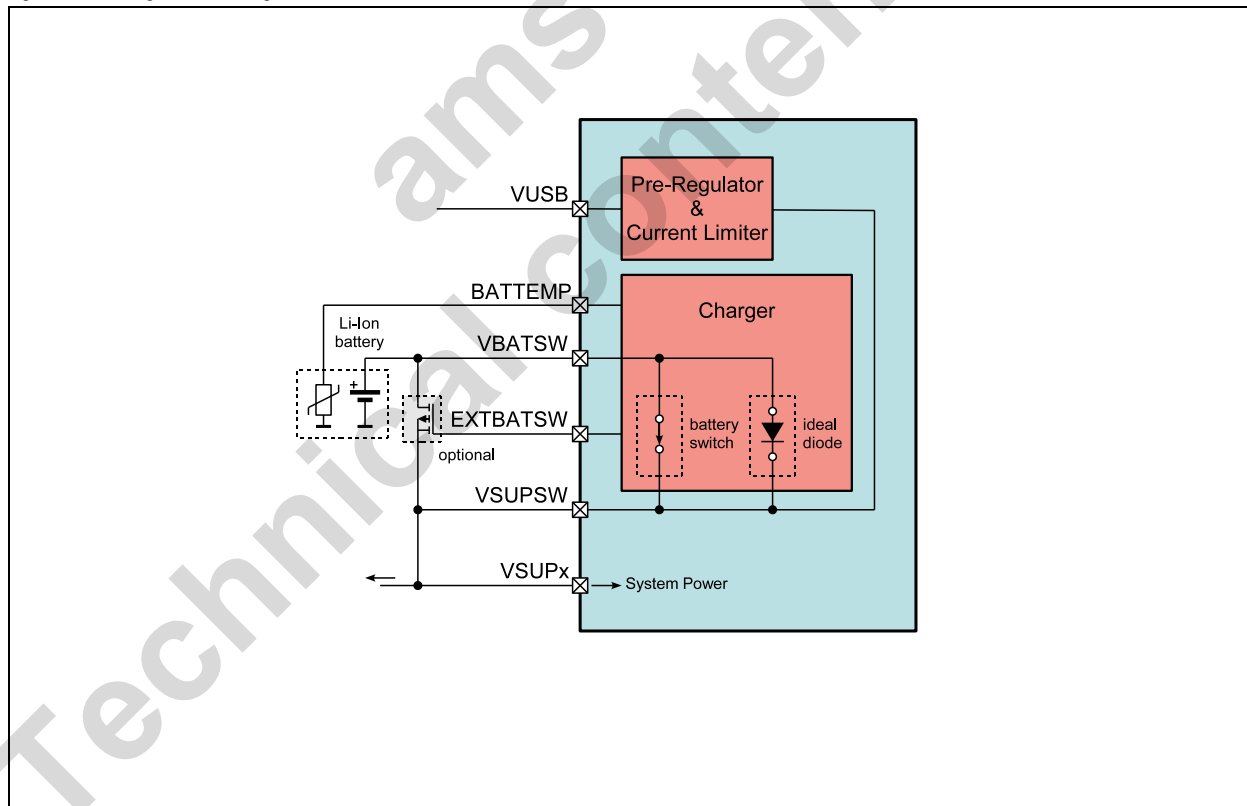 ams
Technical content
Pre-Regulator
&
Current Limiter
VUSB
BATTEMP
Charger
Li-Ion
battery
VBATSW
+
EXTBATSW
battery
switch
ideal
diode
optional
VSUPSW
VSUPx
System Power